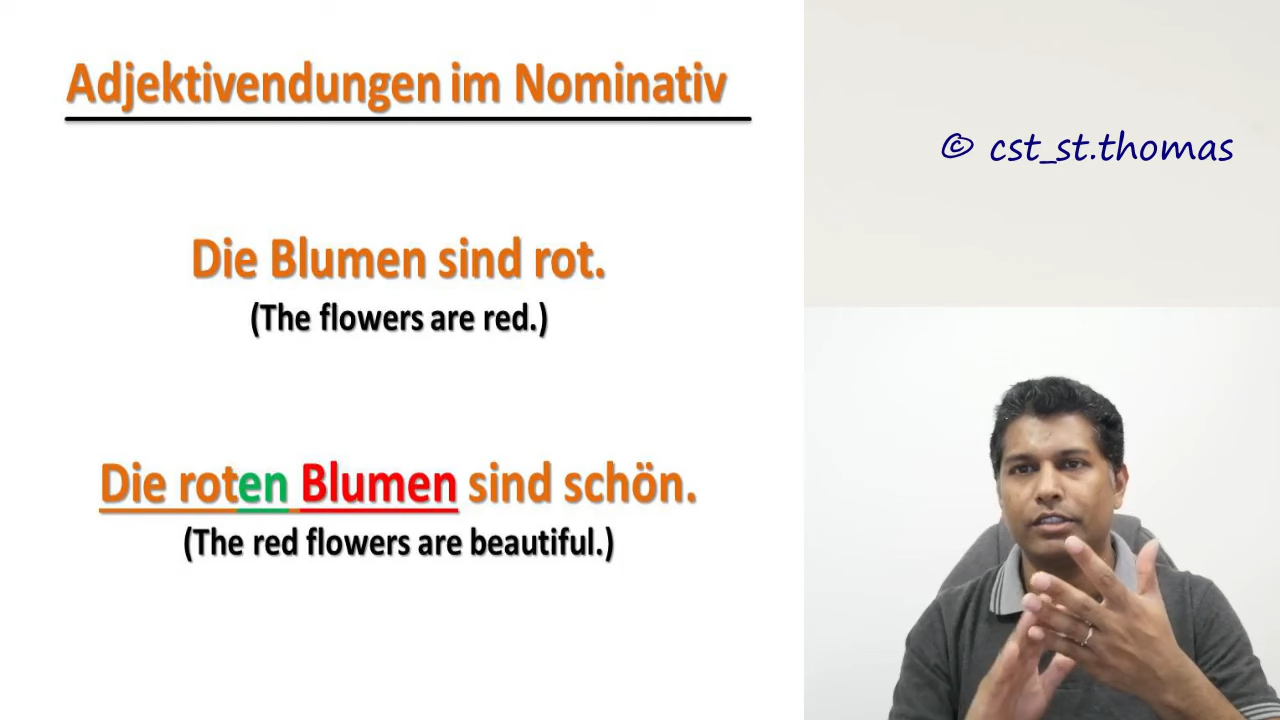 Adjektivendungen im Nominativ
© cst_st.thomas
Die Blumen sind rot.
(The flowers are red.)
Die roten Blumen sind schön.
(The red flowers are beautiful.)